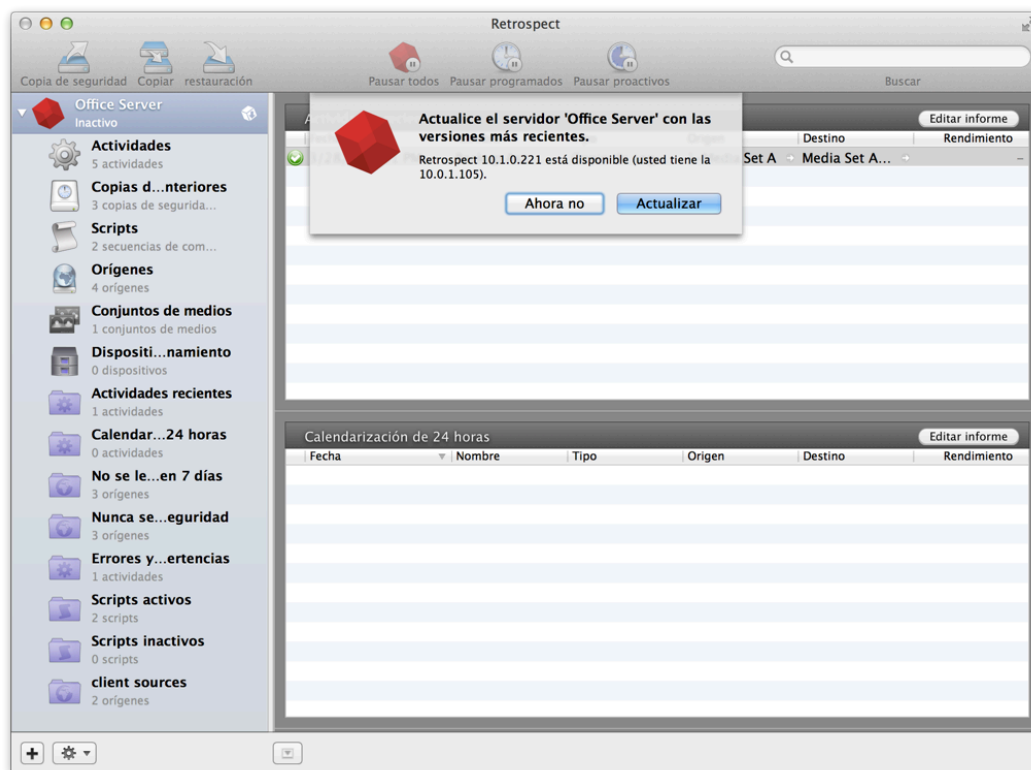 Retrospect
Copia de seguridad Copiar restauración
Pausar todos Pausar programados Pausar proactivos
Buscar
Office Server
Inactivo
Actividades
5 actividades
Copias d...nteriores
3 copias de segurida...
Scripts
2 secuencias de com...
Orígenes
4 orígenes
Conjuntos de medios
1 conjuntos de medios
Dispositi...namiento
0 dispositivos
Actividades recientes
1 actividades
Calendar...24 horas
0 actividades
No se le...en 7 días
3 orígenes
Nunca se...eguridad
3 orígenes
Errores y...ertencias
1 actividades
Scripts activos
2 scripts
Scripts inactivos
0 scripts
client sources
2 orígenes
Actualice el servidor 'Office Server' con las
versiones más recientes.
Retrospect 10.1.0.221 está disponible (usted tiene la
10.0.1.105).
Ahora no Actualizar
Editar informe
Destino Rendimiento
Set A Media Set A... –
Calendarización de 24 horas Editar informe
Fecha Nombre Tipo Origen Destino Rendimiento